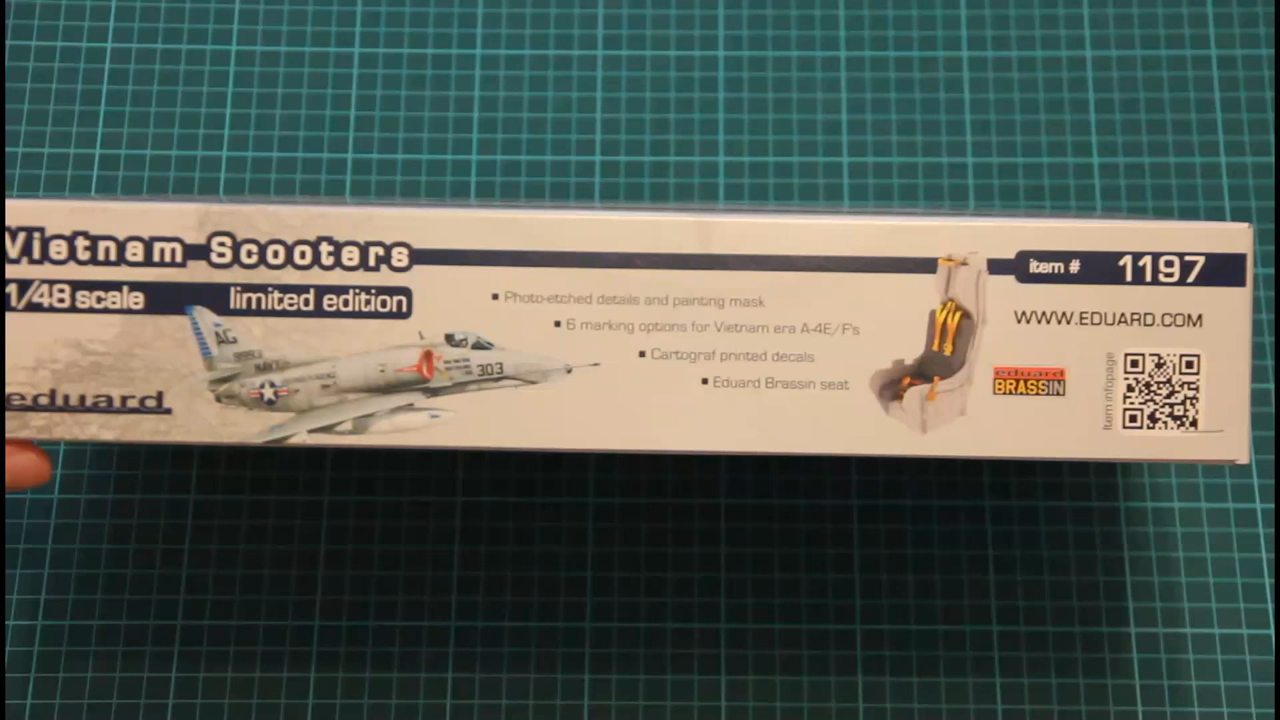 Vietnam Scooters
1/48 scale
limited edition
eduard
AG
NAVY
303
Photo-etched details and painting mask
6 marking options for Vietnam era A-4E/F's
Cartograf printed decals
Eduard Brassin seat
item # 1197
WWW.EDUARD.COM
eduard
BRASSIN
Item infopage